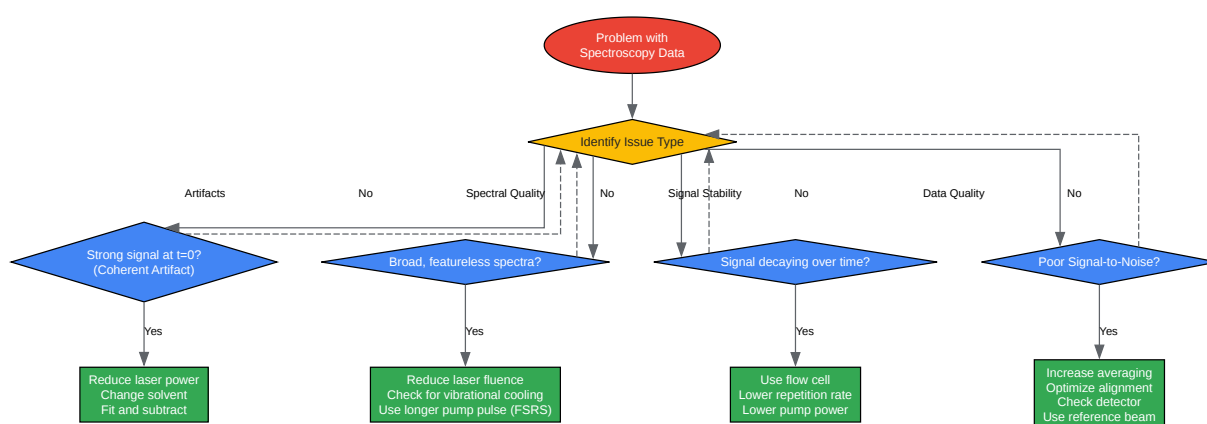 Problem with
Spectroscopy Data
Identify Issue Type
Artifacts
No
Spectral Quality
No
Signal Stability
No
Data Quality
No
Strong signal at t=0?
(Coherent Artifact)
Broad, featureless spectra?
Signal decaying over time?
Poor Signal-to-Noise?
Yes
Yes
Yes
Yes
Reduce laser power
Change solvent
Fit and subtract
Reduce laser fluence
Check for vibrational cooling
Use longer pump pulse (FSRS)
Use flow cell
Lower repetition rate
Lower pump power
Increase averaging
Optimize alignment
Check detector
Use reference beam